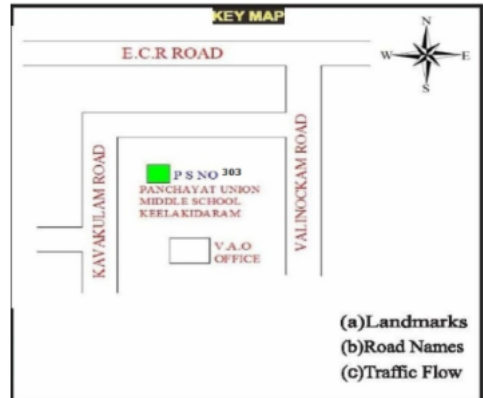 KEY MAP
N
E.C.R ROAD
W E
S
KAVAKULAM ROAD
VALINOCKAM ROAD
P S NO 303
PANCHAYAT UNION
MIDDLE SCHOOL
KEELAKIDARAM
V.A.O
OFFICE
(a)Landmarks
(b)Road Names
(c)Traffic Flow